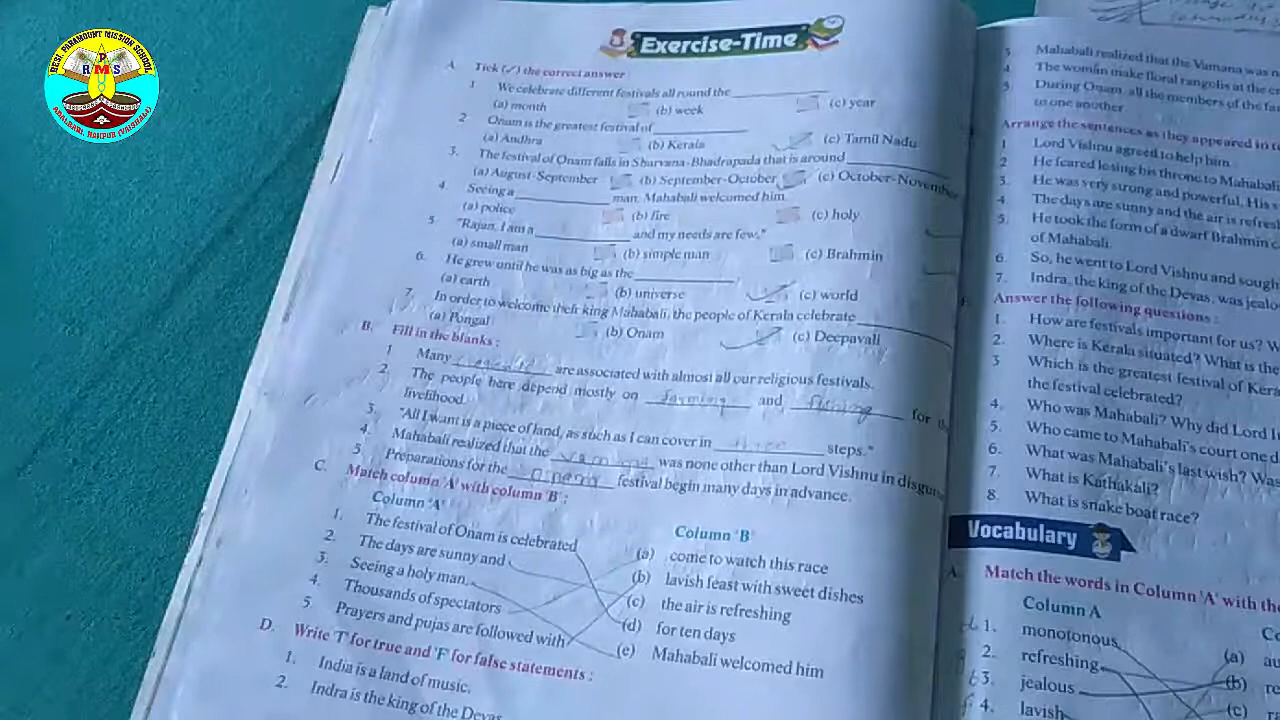 DESI PARAMOUNT MISSION SCHOOL
P
R M S
Exercise-Time
A. Tick (✓) the correct answer
1 We celebrate different festivals all round the ____________
(a) month (b) week (c) year
2. Onam is the greatest festival of ____________
(a) Andhra (b) Kerala (c) Tamil Nadu
3. The festival of Onam falls in Sharvana-Bhadrapada that is around ____________
(a) August-September (b) September-October (c) October-November
4. Seeing a ____________ man, Mahabali welcomed him.
(a) police (b) fire (c) holy
5. "Rajan, I am a ____________ and my needs are few."
(a) small man (b) simple man (c) Brahmin
6. He grew until he was as big as the ____________.
(a) earth (b) universe (c) world
7. In order to welcome their king Mahabali, the people of Kerala celebrate ____________
(a) Pongal (b) Onam (c) Deepavali
B. Fill in the blanks :
1 Many are associated with almost all our religious festivals.
2. The people here depend mostly on farming and fishing for
livelihood.
3. "All I want is a piece of land, as such as I can cover in three steps."
4. Mahabali realized that the Vamana was none other than Lord Vishnu in
5. Preparations for the festival begin many days in advance.
C. Match column 'A' with column 'B' :
Column 'A' Column 'B'
1. The festival of Onam is celebrated (a) come to watch this race
2. The days are sunny and (b) lavish feast with sweet dishes
3. Seeing a holy man, (c) the air is refreshing
4. Thousands of spectators (d) for ten days
5. Prayers and pujas are followed with (e) Mahabali welcomed him
D. Write 'T' for true and 'F' for false statements :
1. India is a land of music.
2. Indra is the king of the Devas
3. Mahabali realized that the Vamana was
4. The woman make floral rangolis at the
5 During Onam, all the members of the
to one another
Arrange the sentences as they appeared in
1 Lord Vishnu agreed to help him.
2 He feared losing his throne to Mahabali
3. He was very strong and powerful. His
4. The days are sunny and the air is
5. He took the form of a dwarf Brahmin
of Mahabali.
6. So, he went to Lord Vishnu and
7. Indra, the king of the Devas, was
Answer the following questions :
1. How are festivals important for us?
2. Where is Kerala situated? What is the
3 Which is the greatest festival of
the festival celebrated?
4. Who was Mahabali? Why did Lord
5. Who came to Mahabali's court one
6. What was Mahabali's last wish?
7. What is Kathakali?
8. What is snake boat race?
Vocabulary
A. Match the words in Column 'A' with
Column A
1. monotonous (a)
2. refreshing (b)
3. jealous (c)
4. lavish